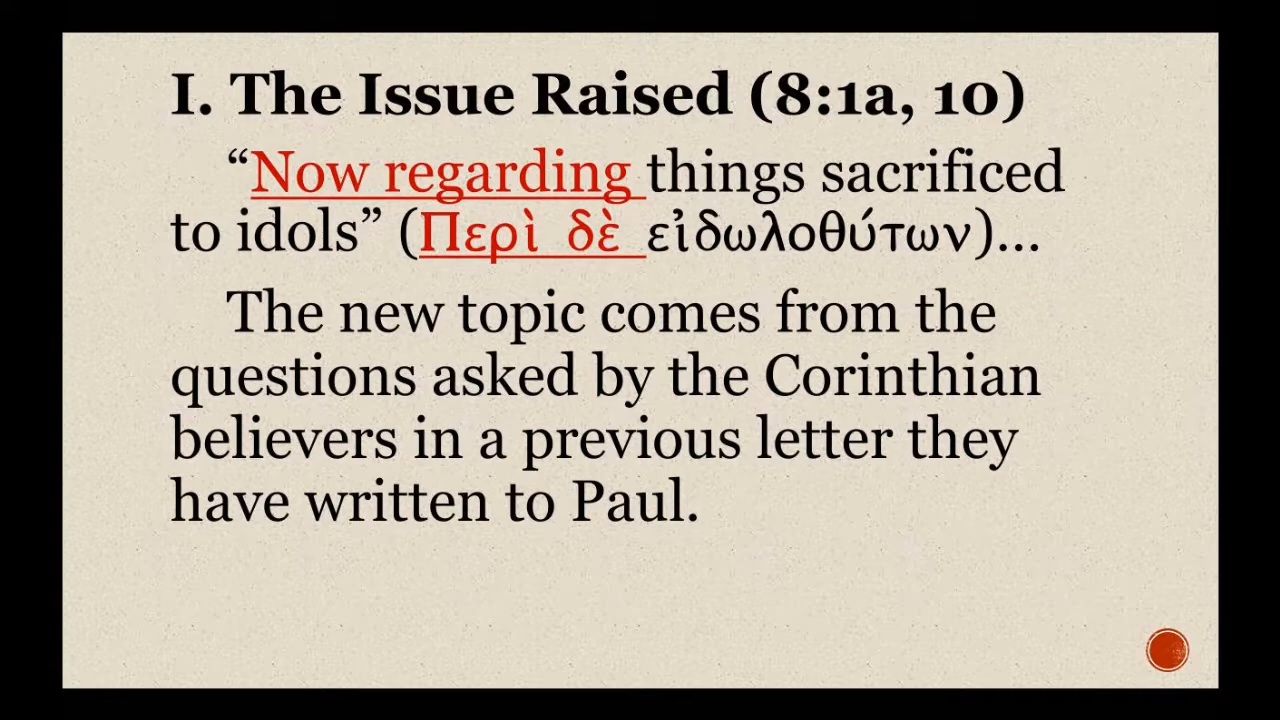 I. The Issue Raised (8:1a, 10)
“Now regarding things sacrificed
to idols” (Περὶ δὲ εἰδωλοθύτων)...
The new topic comes from the
questions asked by the Corinthian
believers in a previous letter they
have written to Paul.